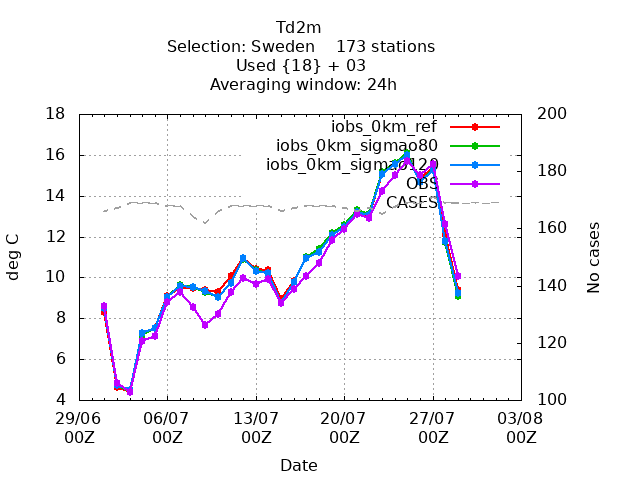 Td2m
Selection: Sweden    173 stations
Used {18} + 03
Averaging window: 24h
iobs_0km_ref
iobs_0km_sigmao80
iobs_0km_sigmao120
OBS
CASES
deg C
18
16
14
12
10
8
6
4
No cases
200
180
160
140
120
100
29/06 06/07 13/07 20/07 27/07 03/08
00Z 00Z 00Z 00Z 00Z 00Z
Date